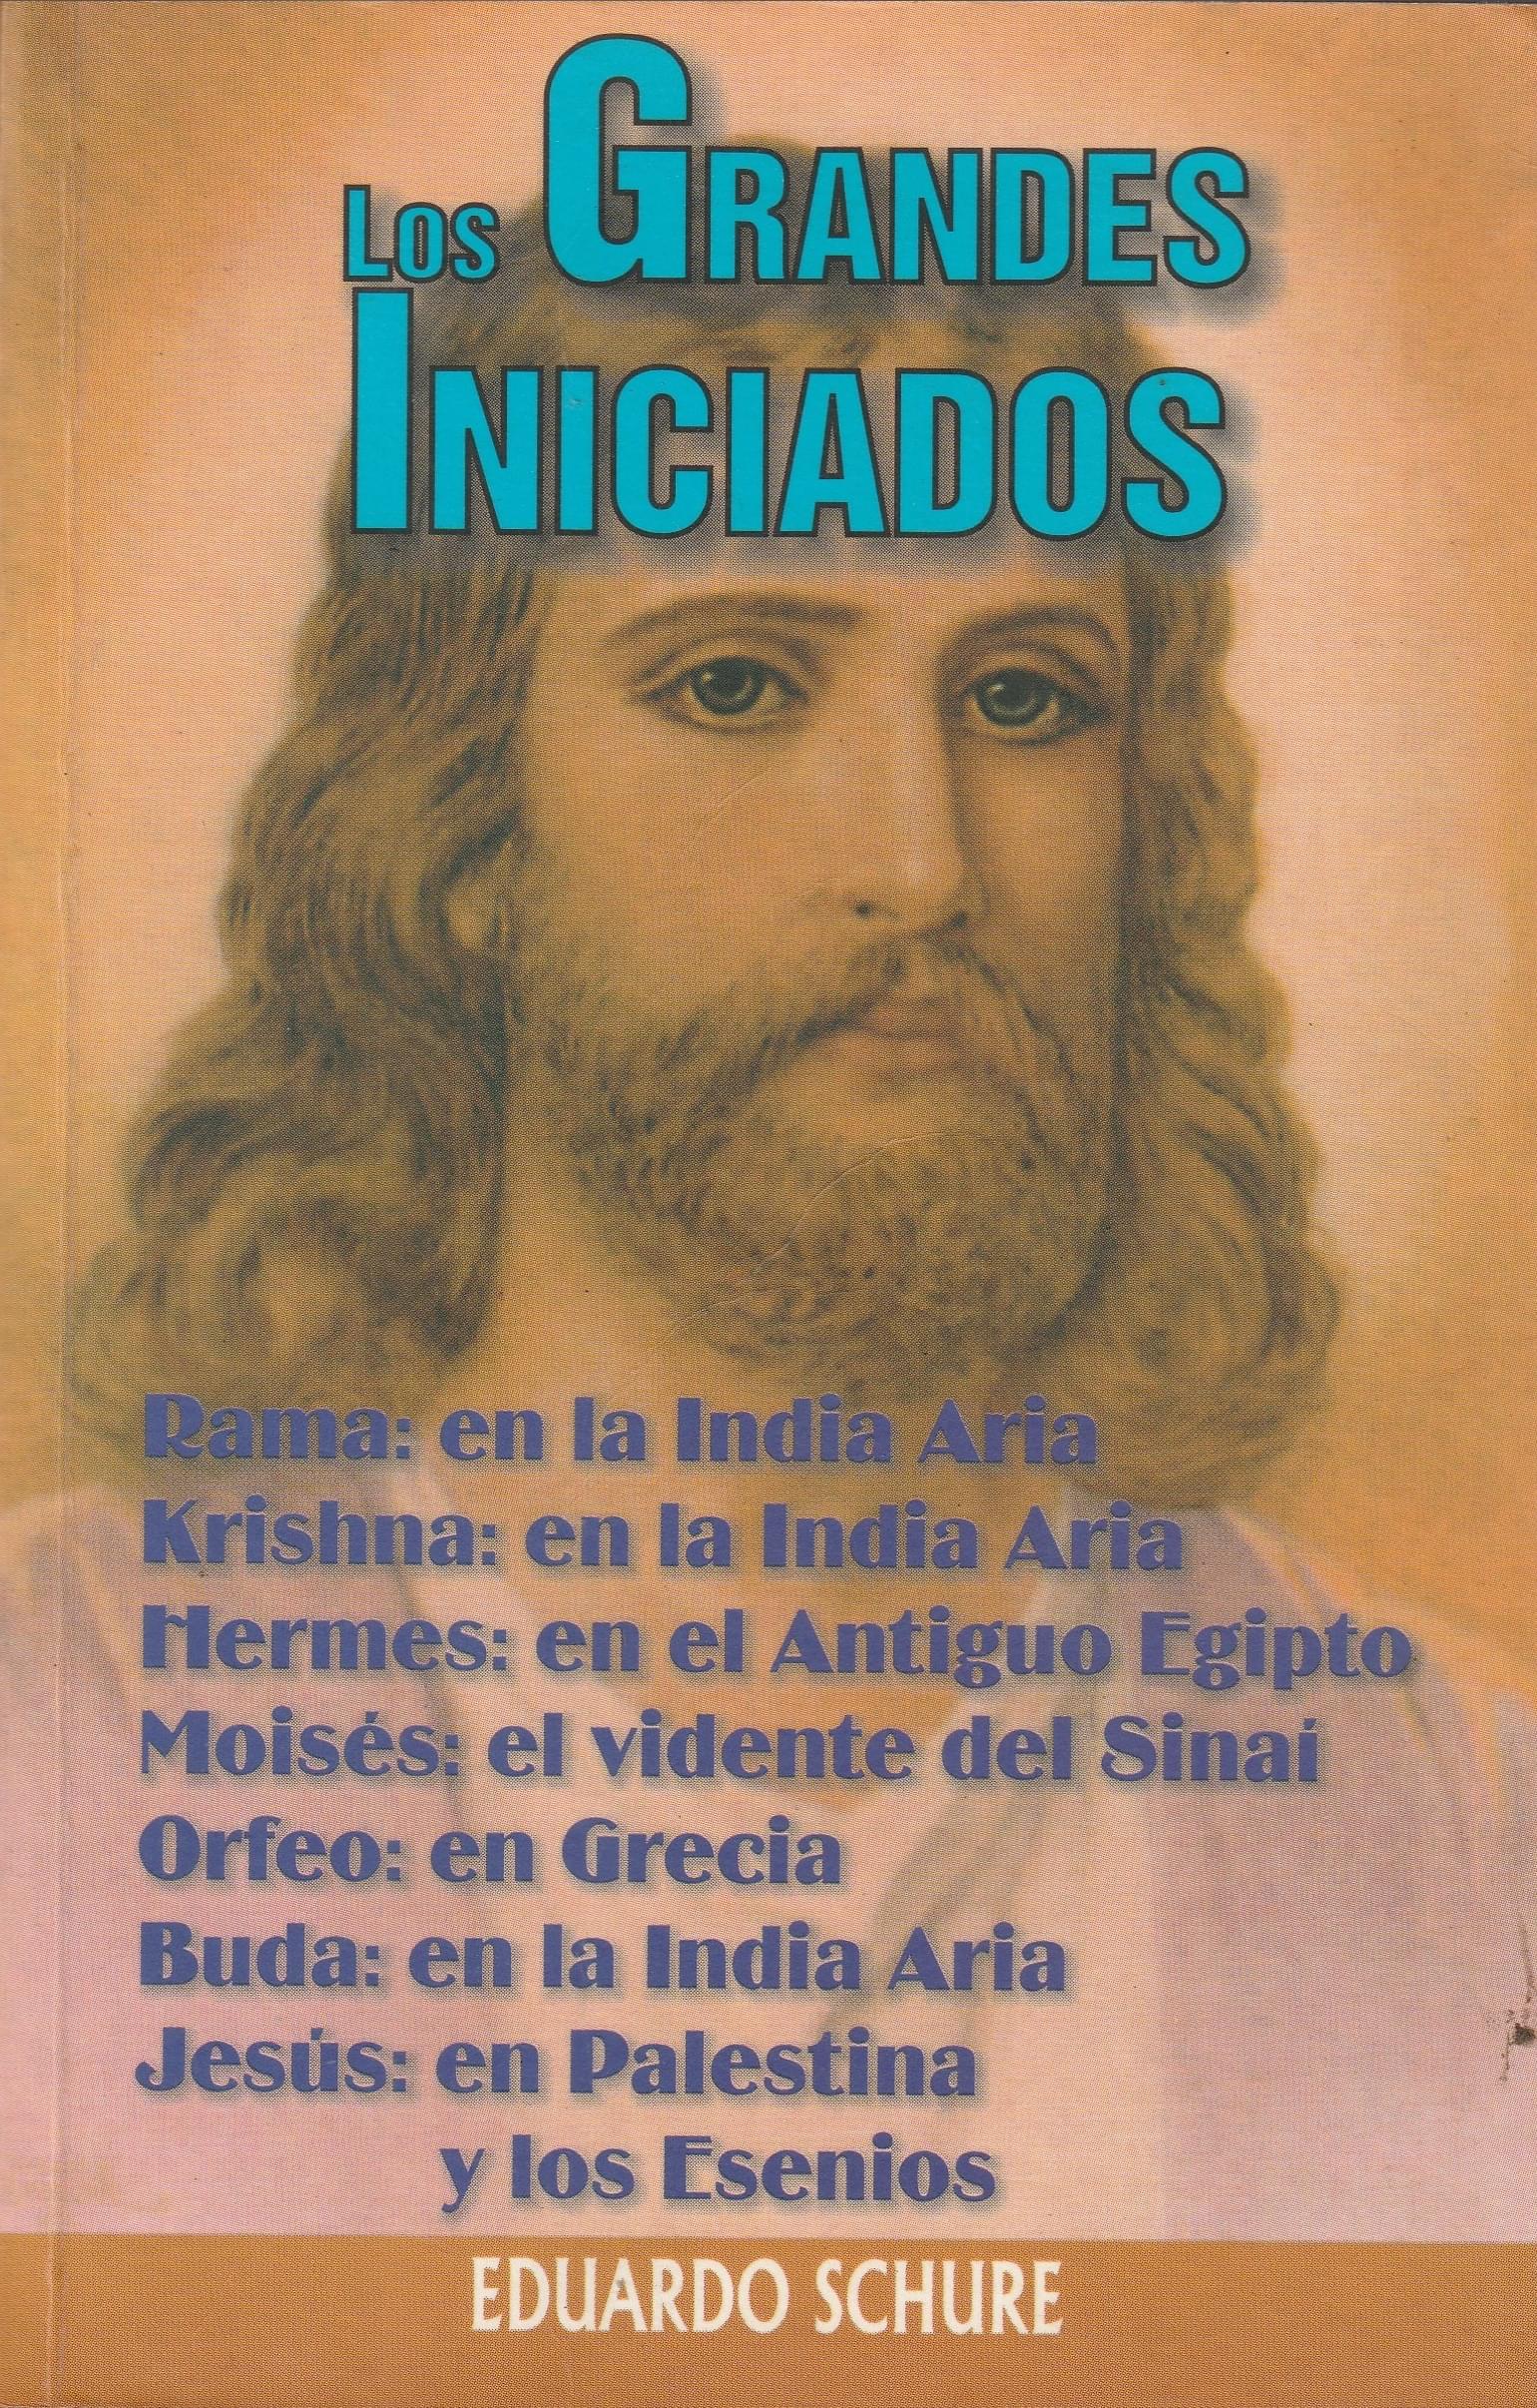 Los Grandes
Iniciados
Rama: en la India Aria
Krishna: en la India Aria
Hermes: en el Antiguo Egipto
Moisés: el vidente del Sinaí
Orfeo: en Grecia
Buda: en la India Aria
Jesús: en Palestina
y los Esenios
EDUARDO SCHURE